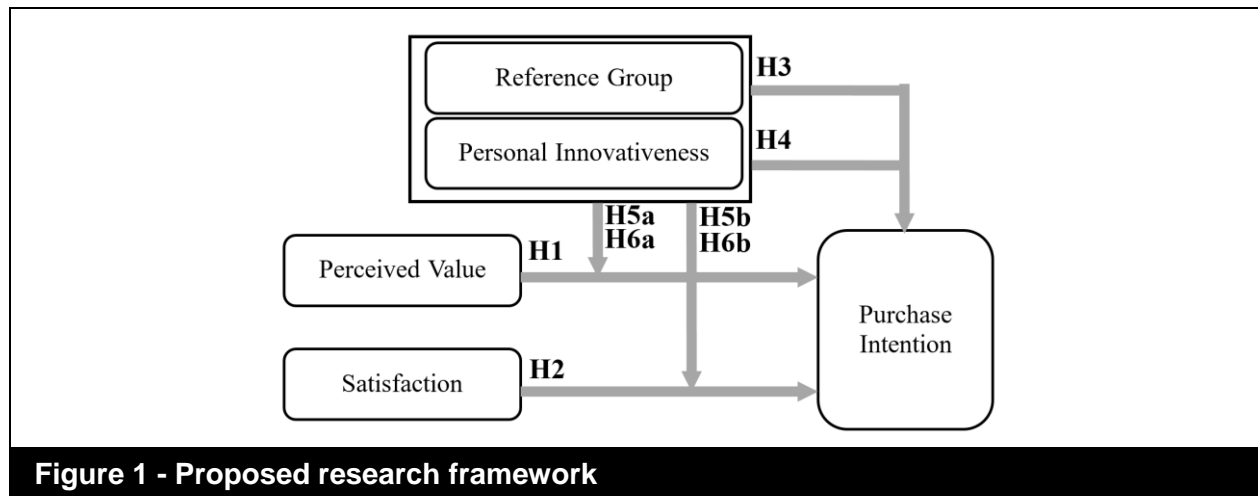 Reference Group
H3
Personal Innovativeness
H4
H5a
H6a
H5b
H6b
Perceived Value
H1
Satisfaction
H2
Purchase
Intention
Figure 1 - Proposed research framework